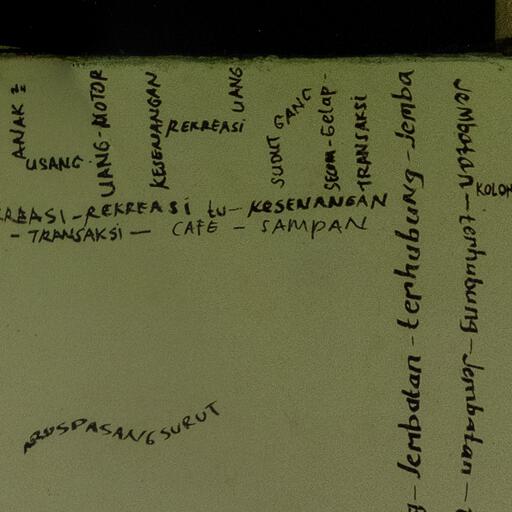 ANAK²
USANG
UANG-MOTOR
KESENANGAN
REKREASI
UANG
SUDUT GANG
SEGM-GELAP-
TRANSAKSI
REASI-REKREASI tu-KESENANGAN
- TRANSAKSI - CAFE - SAMPAN
Jembatan-terhubung-Jemba
Jembatan-terhubung-Jembatan-
KOLON
ARUSPASANGSURUT